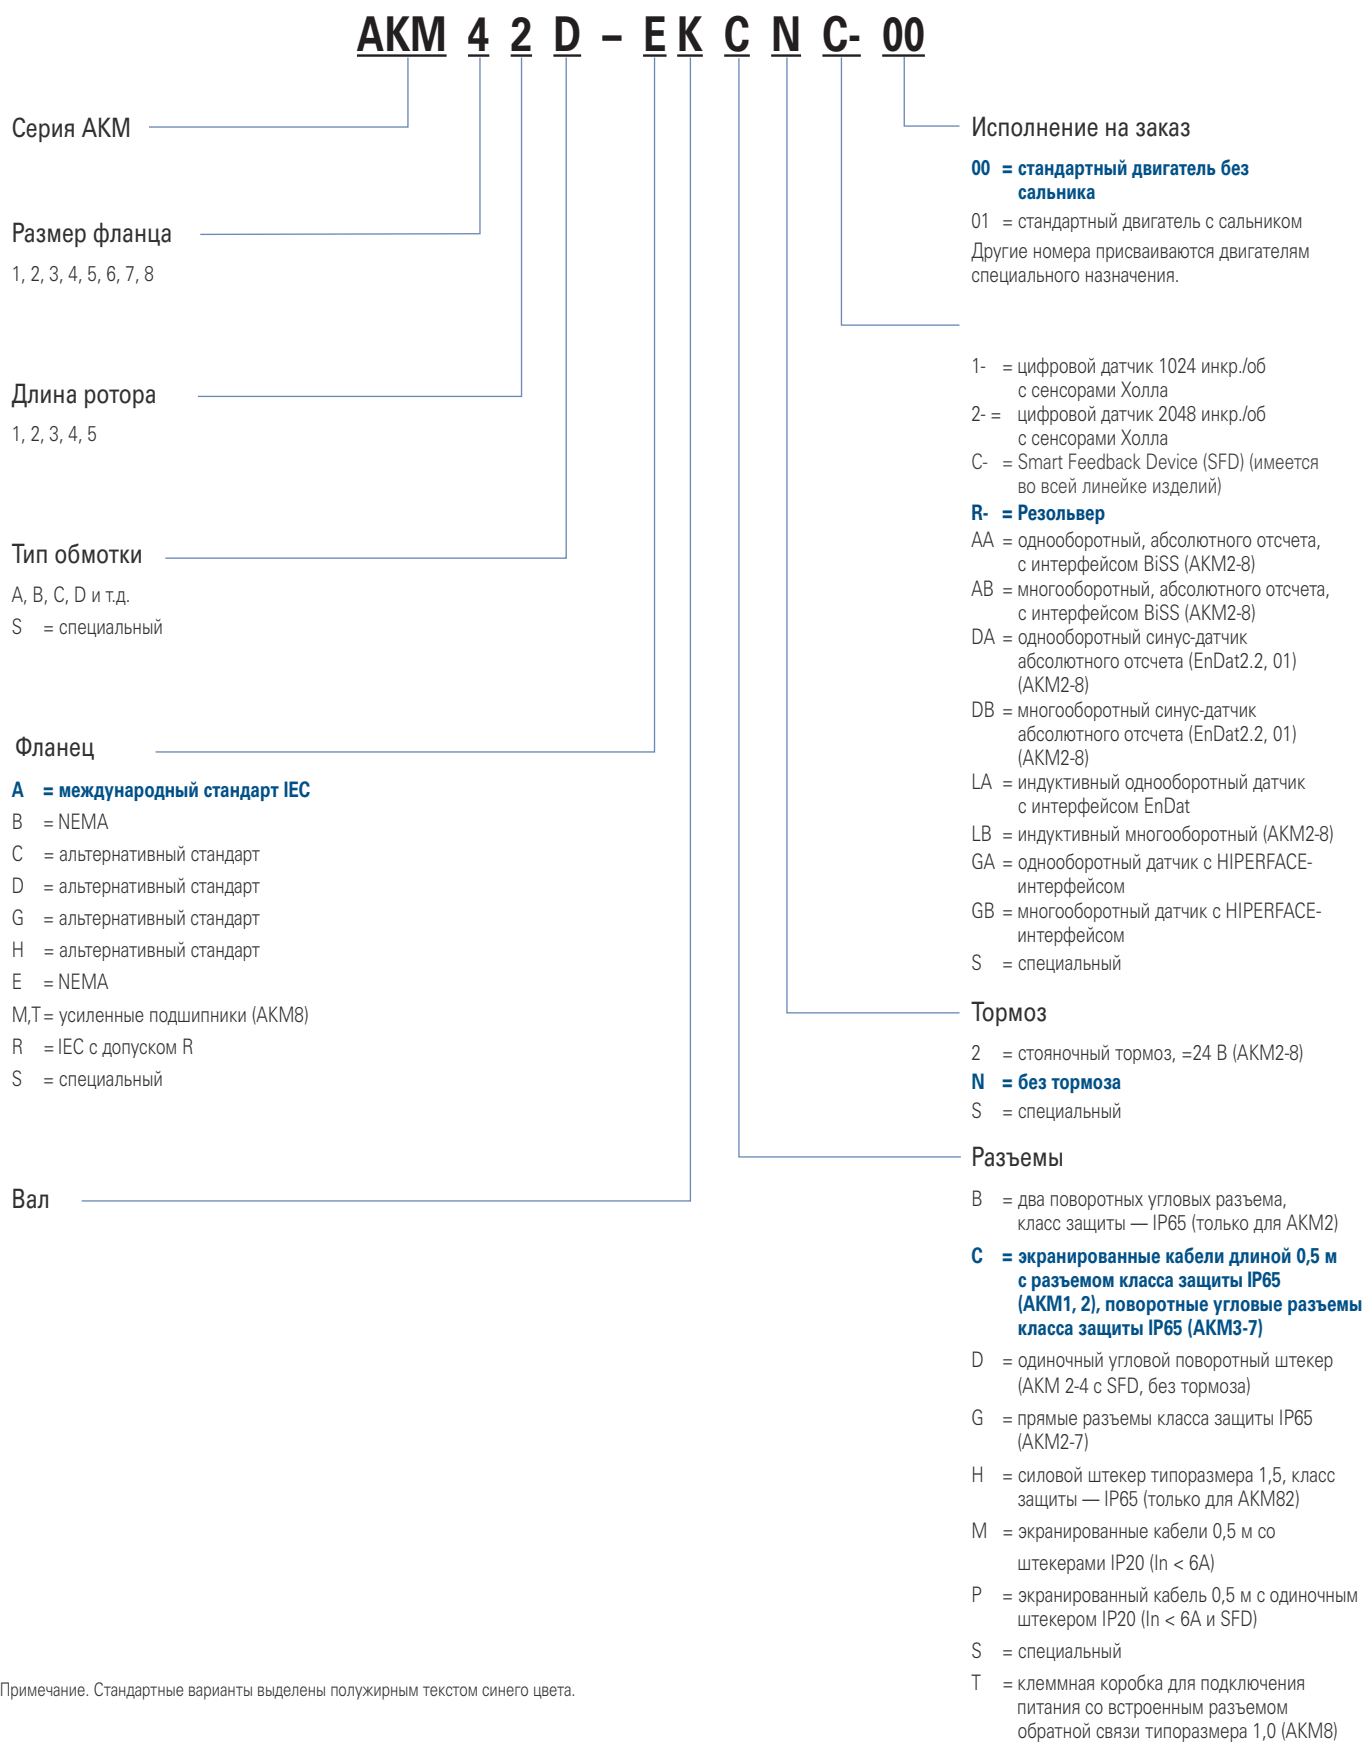 АКМ 4 2 D – E K C N C- 00
Серия АКМ
Размер фланца
1, 2, 3, 4, 5, 6, 7, 8
Длина ротора
1, 2, 3, 4, 5
Тип обмотки
A, B, C, D и т.д.
S = специальный
Фланец
A = международный стандарт IEC
B = NEMA
C = альтернативный стандарт
D = альтернативный стандарт
G = альтернативный стандарт
H = альтернативный стандарт
E = NEMA
M,T = усиленные подшипники (AKM8)
R = IEC с допуском R
S = специальный
Вал
Исполнение на заказ
00 = стандартный двигатель без
сальника
01 = стандартный двигатель с сальником
Другие номера присваиваются двигателям
специального назначения.
1- = цифровой датчик 1024 инкр./об
с сенсорами Холла
2- = цифровой датчик 2048 инкр./об
с сенсорами Холла
C- = Smart Feedback Device (SFD) (имеется
во всей линейке изделий)
R- = Резольвер
AA = однооборотный, абсолютного отсчета,
с интерфейсом BiSS (AKM2-8)
AB = многооборотный, абсолютного отсчета,
с интерфейсом BiSS (AKM2-8)
DA = однооборотный синус-датчик
абсолютного отсчета (EnDat2.2, 01)
(AKM2-8)
DB = многооборотный синус-датчик
абсолютного отсчета (EnDat2.2, 01)
(AKM2-8)
LA = индуктивный однооборотный датчик
с интерфейсом EnDat
LB = индуктивный многооборотный (AKM2-8)
GA = однооборотный датчик с HIPERFACE-
интерфейсом
GB = многооборотный датчик с HIPERFACE-
интерфейсом
S = специальный
Тормоз
2 = стояночный тормоз, =24 В (AKM2-8)
N = без тормоза
S = специальный
Разъемы
B = два поворотных угловых разъема,
класс защиты — IP65 (только для AKM2)
C = экранированные кабели длиной 0,5 м
с разъемом класса защиты IP65
(AKM1, 2), поворотные угловые разъемы
класса защиты IP65 (AKM3-7)
D = одиночный угловой поворотный штекер
(AKM 2-4 с SFD, без тормоза)
G = прямые разъемы класса защиты IP65
(AKM2-7)
H = силовой штекер типоразмера 1,5, класс
защиты — IP65 (только для AKM82)
M = экранированные кабели 0,5 м со
штекерами IP20 (In < 6A)
P = экранированный кабель 0,5 м с одиночным
штекером IP20 (In < 6A и SFD)
S = специальный
T = клеммная коробка для подключения
питания со встроенным разъемом
обратной связи типоразмера 1,0 (AKM8)
Примечание. Стандартные варианты выделены полужирным текстом синего цвета.